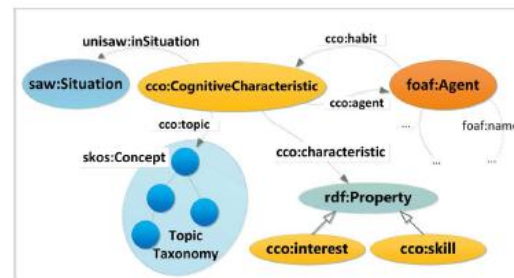 unisaw:inSituation
cco:habit
saw:Situation
cco:CognitiveCharacteristic
foaf:Agent
cco:agent
cco:topic
...
foaf:name
skos:Concept
cco:characteristic
...
...
rdf:Property
Topic
Taxonomy
cco:interest
cco:skill